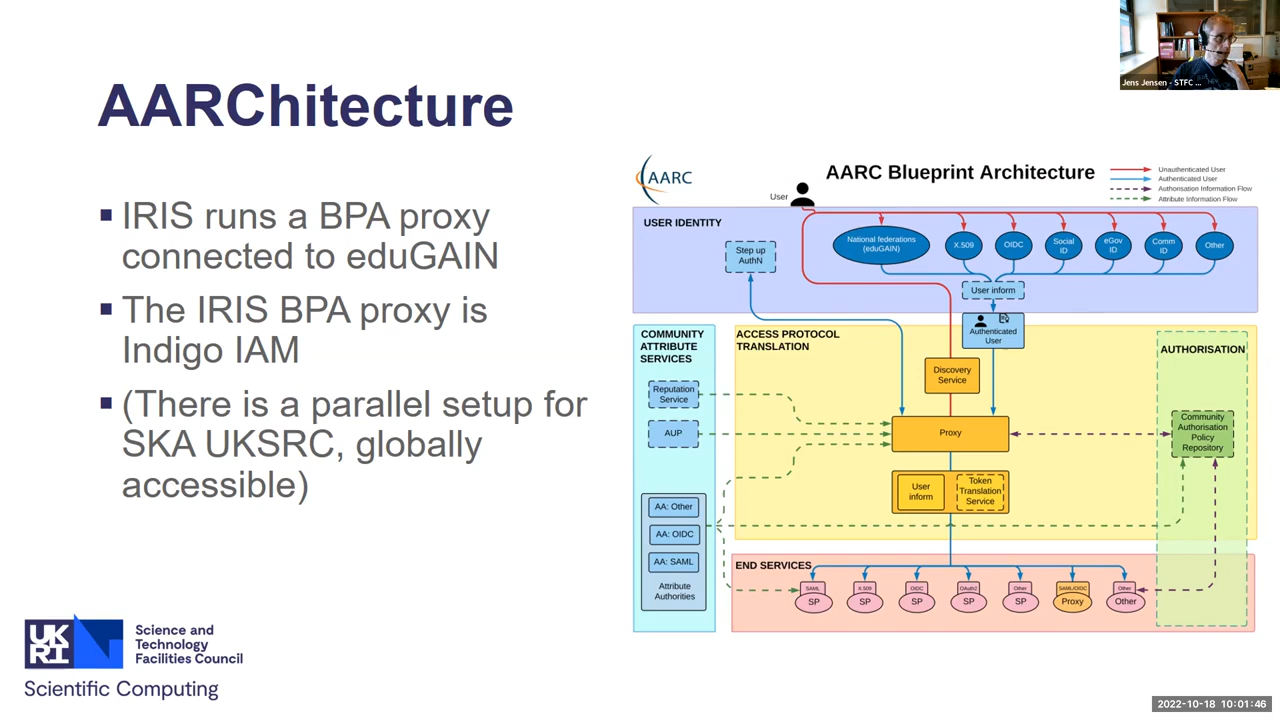 AARChitecture
▪ IRIS runs a BPA proxy
connected to eduGAIN
▪ The IRIS BPA proxy is
Indigo IAM
▪ (There is a parallel setup for
SKA UKSRC, globally
accessible)
UK
RI
Science and
Technology
Facilities Council
Scientific Computing
Jens Jensen - STFC ...
AARC
AARC Blueprint Architecture
Unauthenticated User
Authenticated User
Authorisation Information Flow
Attribute Information Flow
User
USER IDENTITY
Step up
AuthN
National federations
(eduGAIN)
X.509
OIDC
Social
ID
eGov
ID
Comm
ID
Other
User inform
Authenticated
User
COMMUNITY
ATTRIBUTE
SERVICES
Reputation
Service
AUP
AA: Other
AA: OIDC
AA: SAML
Attribute
Authorities
ACCESS PROTOCOL
TRANSLATION
Discovery
Service
Proxy
User
inform
Token
Translation
Service
AUTHORISATION
Community
Authorisation
Policy
Repository
END SERVICES
SAML
SP
X.509
SP
OIDC
SP
OAuth2
SP
Other
SP
SAML/OIDC
Proxy
Other
Other
2022-10-18 10:01:46